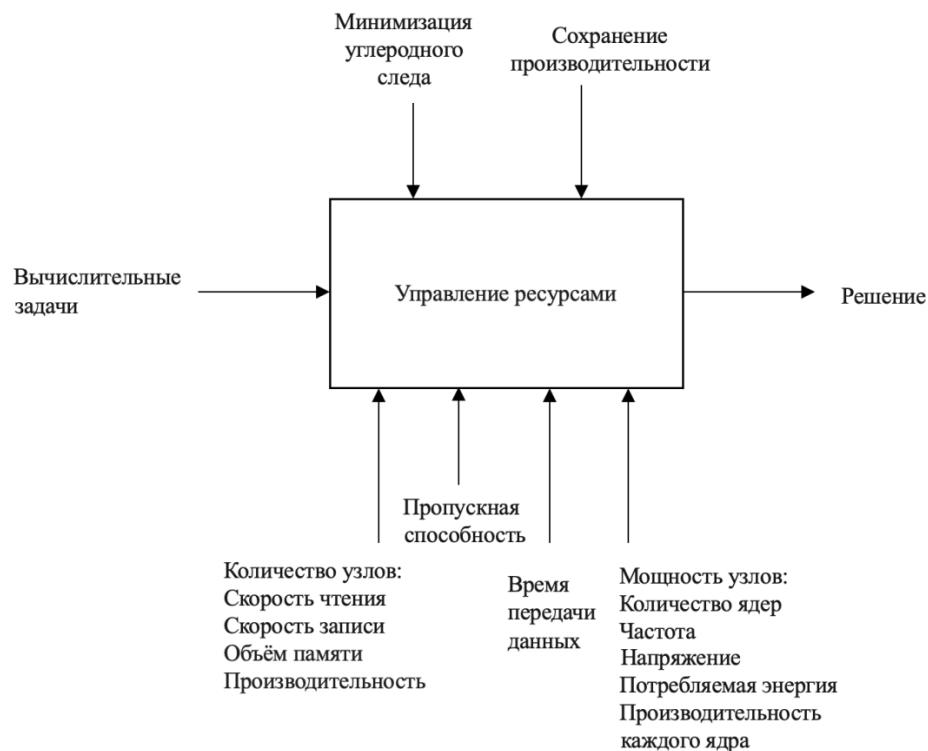 Минимизация
углеродного
следа
Сохранение
производительности
Вычислительные
задачи
Управление ресурсами
Решение
Пропускная
способность
Количество узлов:
Скорость чтения
Скорость записи
Объём памяти
Производительность
Время
передачи
данных
Мощность узлов:
Количество ядер
Частота
Напряжение
Потребляемая энергия
Производительность
каждого ядра